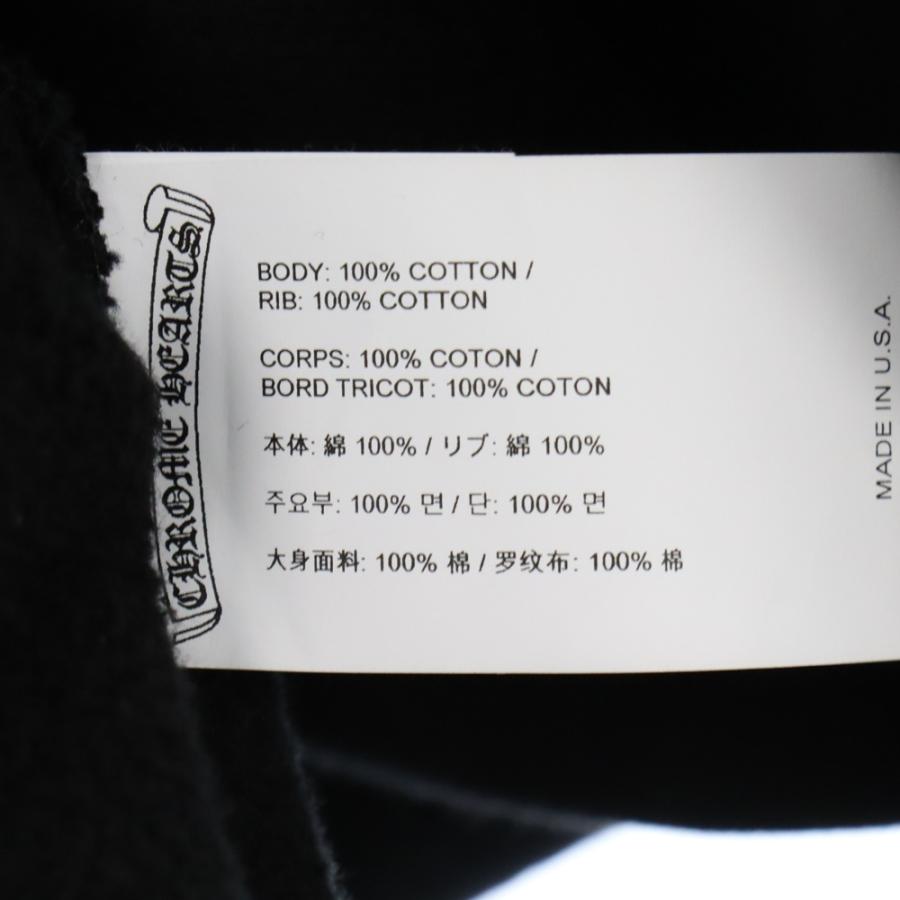 CHROME HEARTS
BODY: 100% COTTON /
RIB: 100% COTTON
CORPS: 100% COTON /
BORD TRICOT: 100% COTON
本体: 綿 100% / リブ: 綿 100%
주요부: 100% 면 / 단: 100% 면
大身面料: 100% 棉 / 罗纹布: 100% 棉
MADE IN U.S.A.